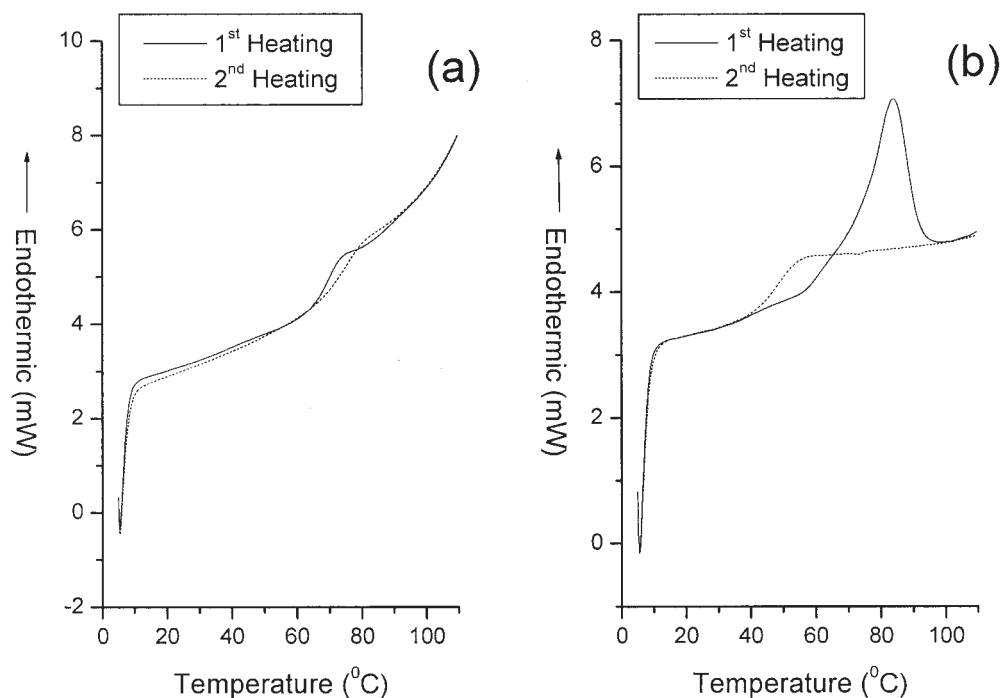 1st Heating
2nd Heating
(a)
10
8
6
4
2
0
-2
Endothermic (mW)
0 20 40 60 80 100
Temperature (0C)
1st Heating
2nd Heating
(b)
8
6
4
2
0
Endothermic (mW)
0 20 40 60 80 100
Temperature (0C)